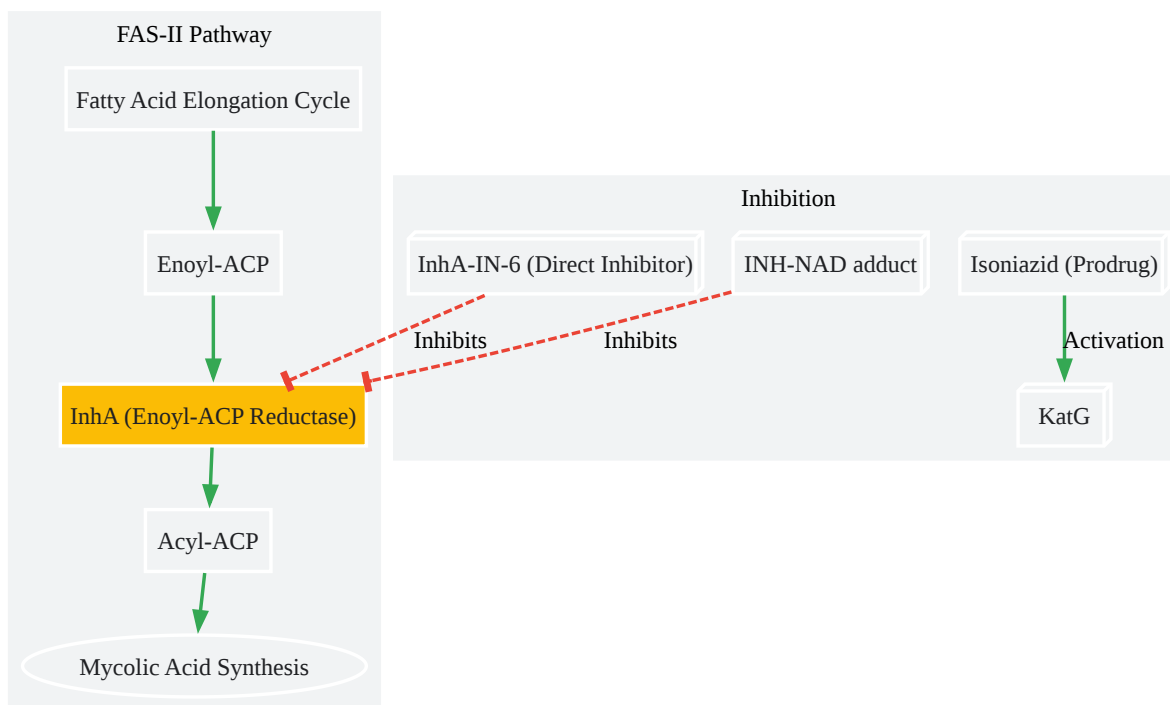 FAS-II Pathway
Fatty Acid Elongation Cycle
Inhibition
Enoyl-ACP
InhA-IN-6 (Direct Inhibitor)
INH-NAD adduct
Isoniazid (Prodrug)
Inhibits
Inhibits
Activation
InhA (Enoyl-ACP Reductase)
KatG
Acyl-ACP
Mycolic Acid Synthesis